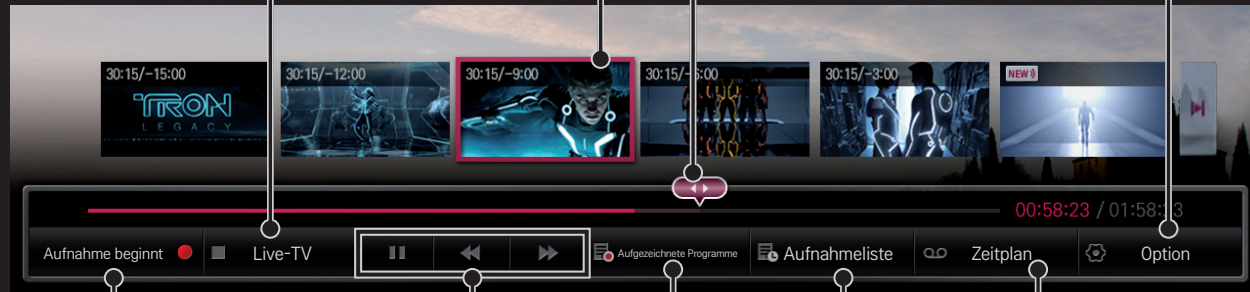 30:15/-15:00
30:15/-12:00
30:15/-9:00
30:15/-6:00
30:15/-3:00
NEW
TRON
LEGACY
00:58:23 / 01:58:23
Aufnahme beginnt
Live-TV
Aufgezeichnete Programme
Aufnahmeliste
Zeitplan
Option